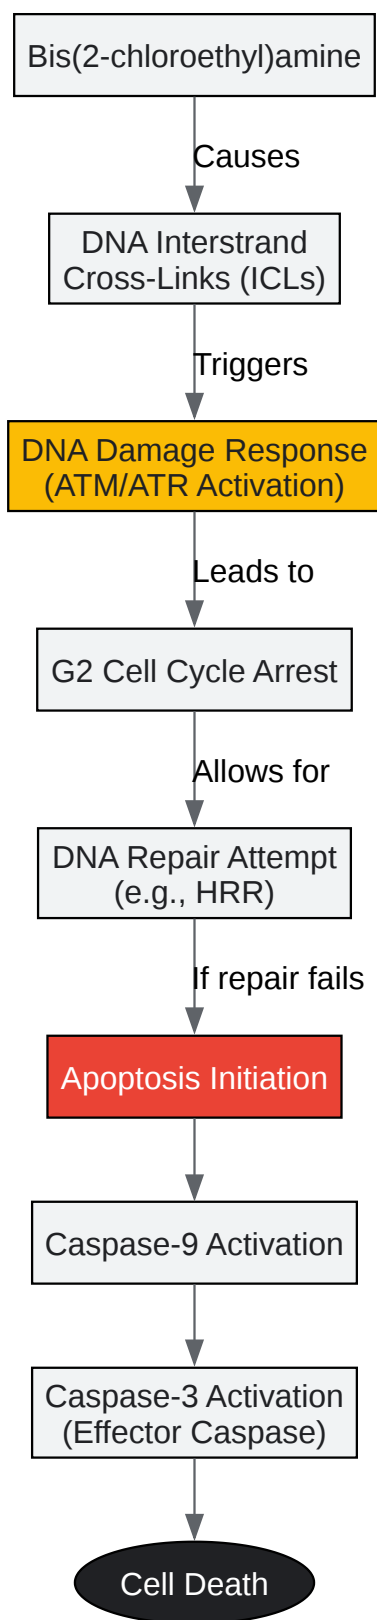 Bis(2-chloroethyl)amine
Causes
DNA Interstrand
Cross-Links (ICLs)
Triggers
DNA Damage Response
(ATM/ATR Activation)
Leads to
G2 Cell Cycle Arrest
Allows for
DNA Repair Attempt
(e.g., HRR)
If repair fails
Apoptosis Initiation
Caspase-9 Activation
Caspase-3 Activation
(Effector Caspase)
Cell Death